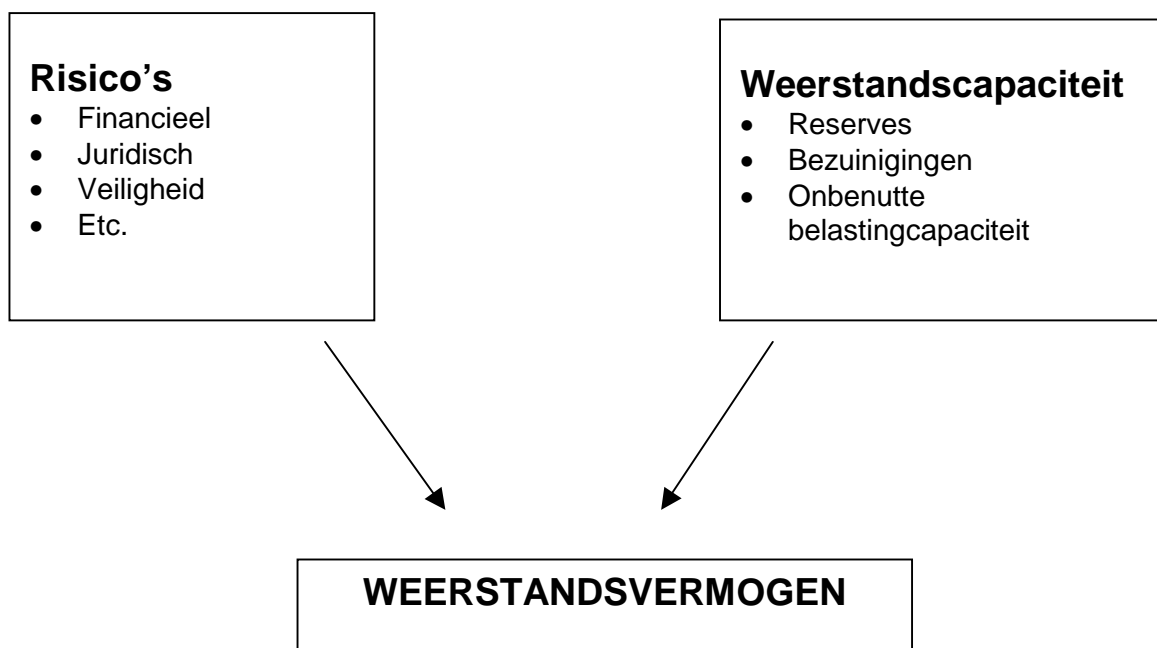 Risico’s
• Financieel
• Juridisch
• Veiligheid
• Etc.
Weerstandscapaciteit
• Reserves
• Bezuinigingen
• Onbenutte
belastingcapaciteit
WEERSTANDSVERMOGEN